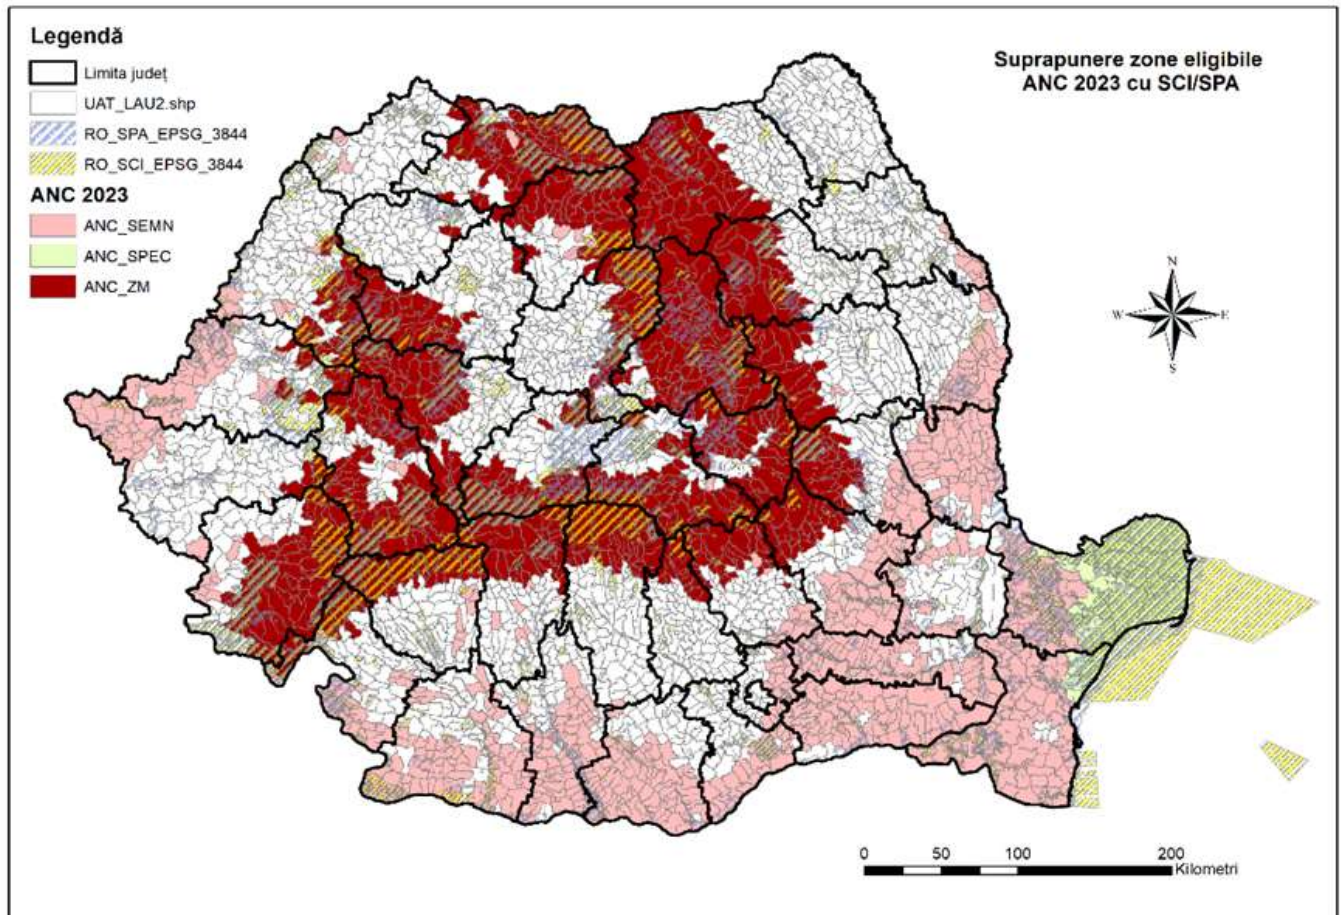 Legendă
Limita județ
UAT_LAU2.shp
RO_SPA_EPSG_3844
RO_SCI_EPSG_3844
ANC 2023
ANC_SEMN
ANC_SPEC
ANC_ZM
Suprapunere zone eligibile
ANC 2023 cu SCI/SPA
N
W
E
S
0 50 100 200
Kilometri